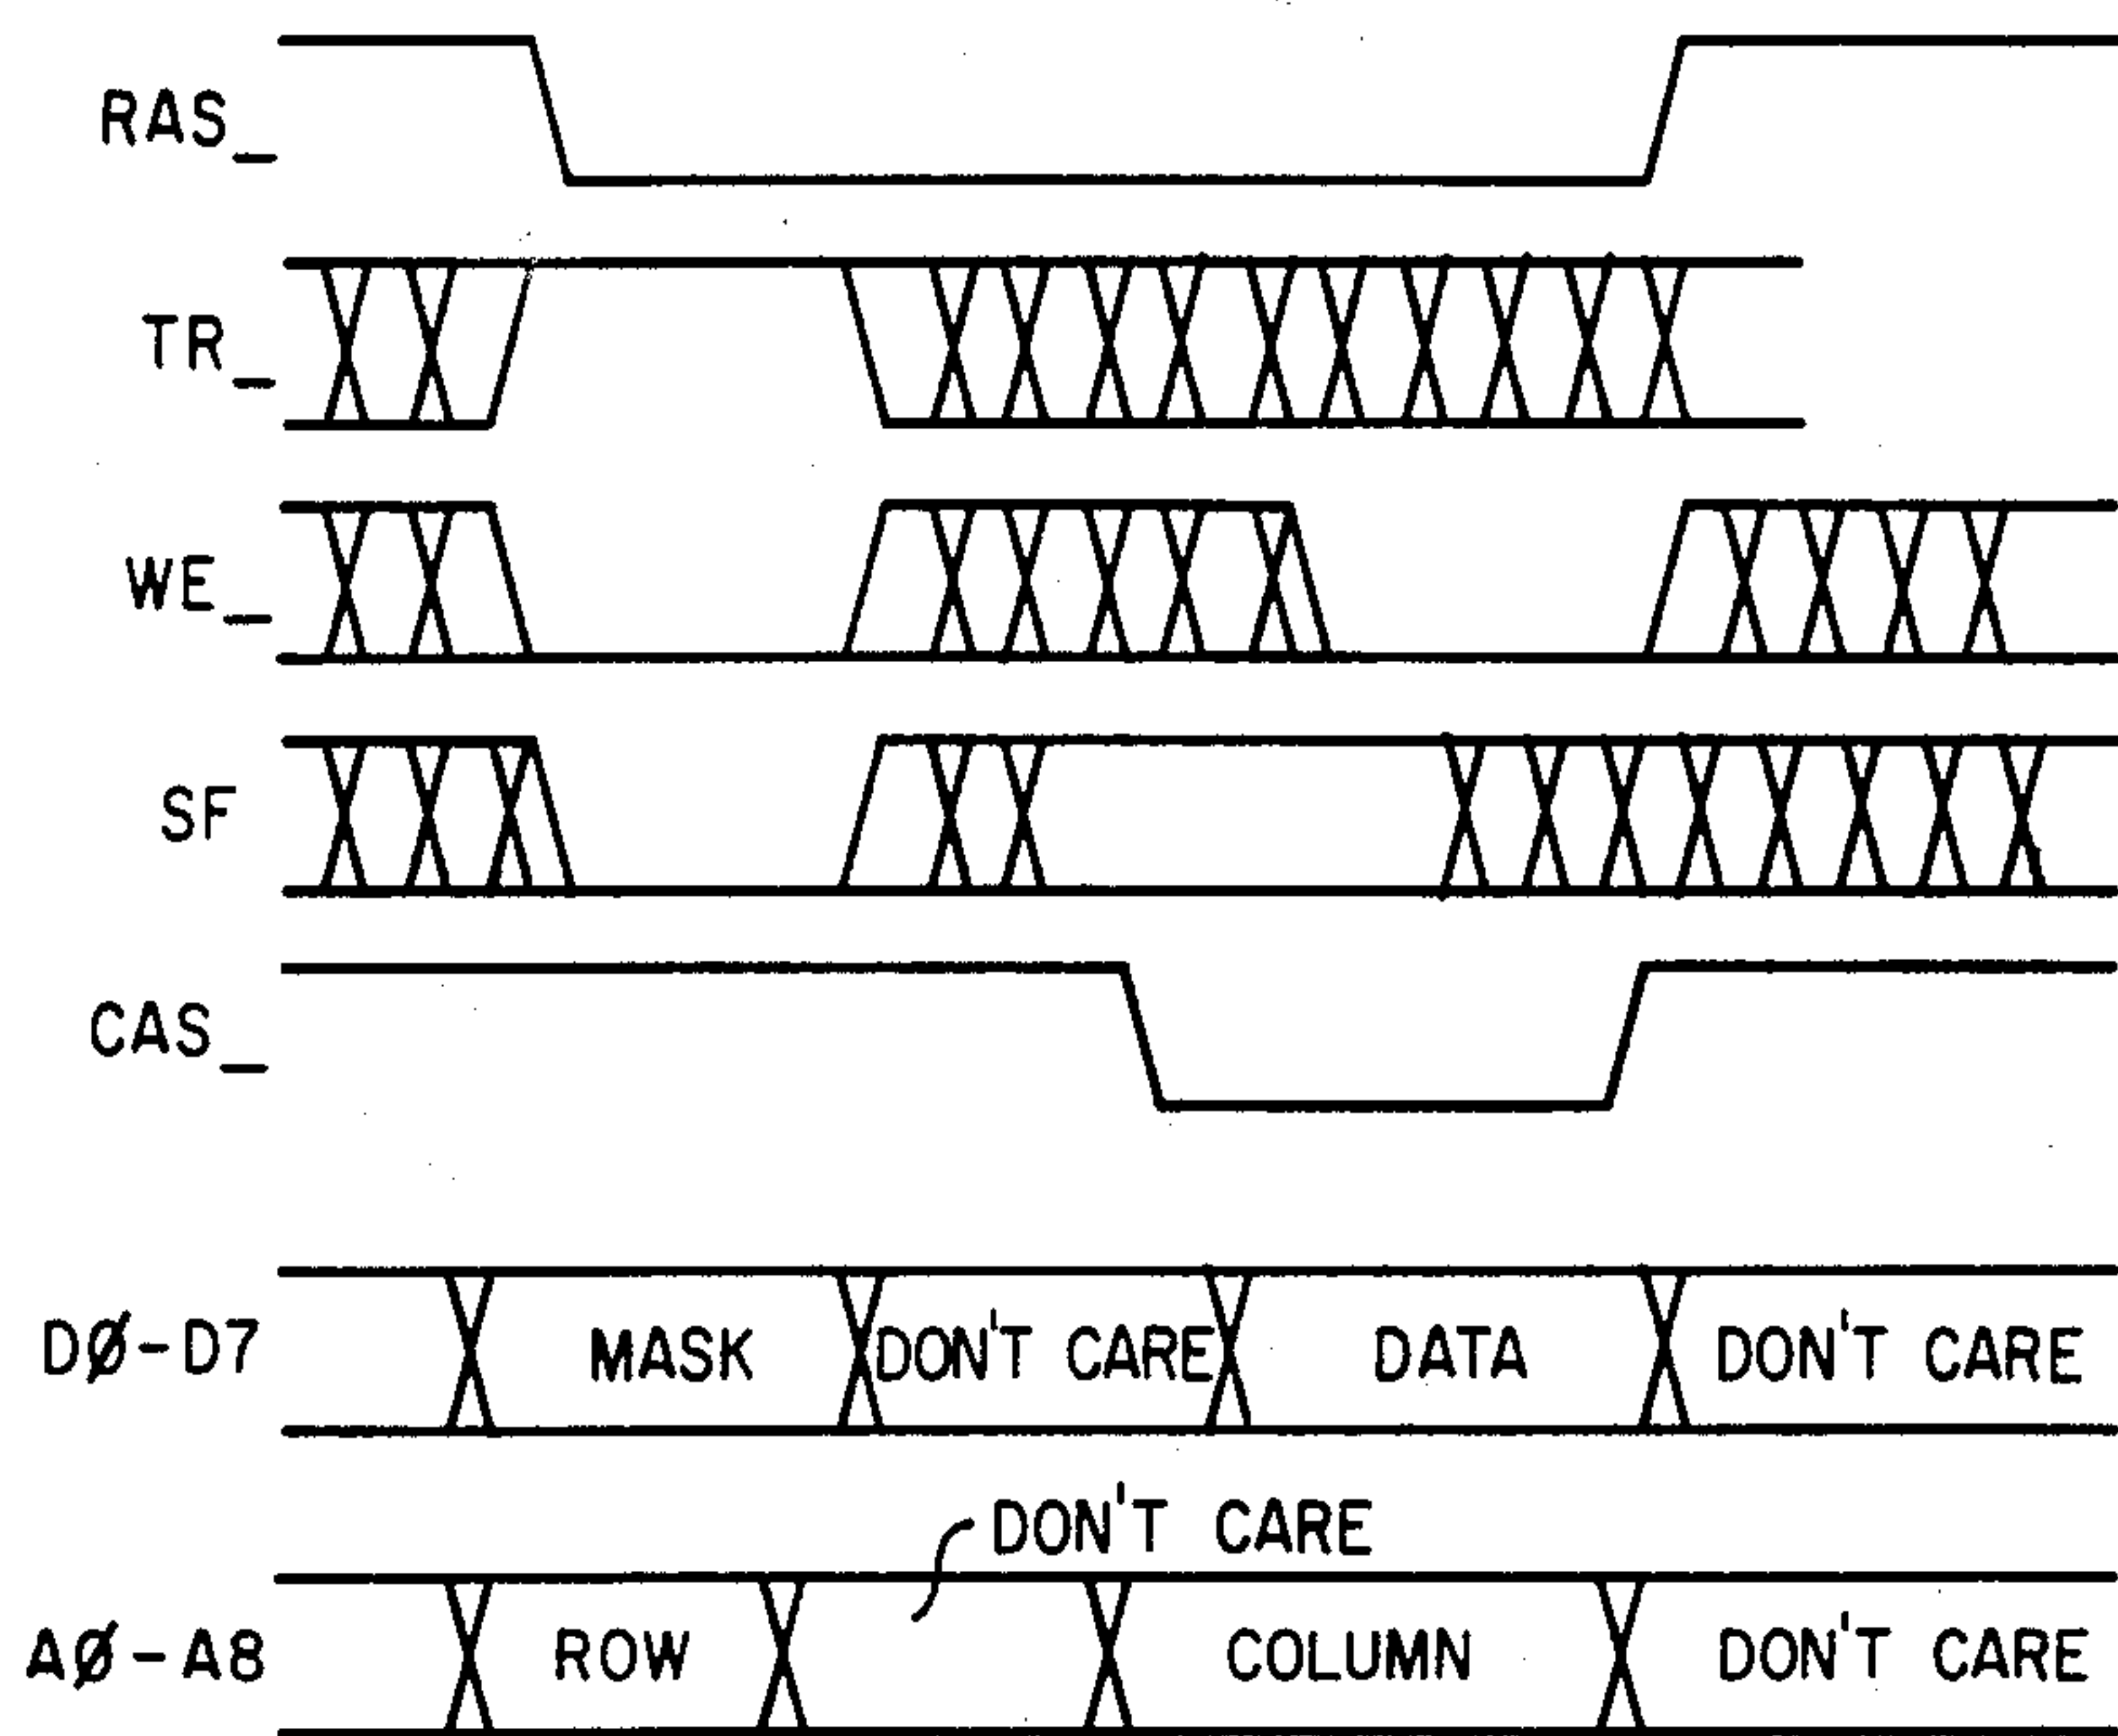 RAS_
TR_
WE_
SF
CAS_
DØ-D7 MASK DON'T CARE DATA DON'T CARE
DON'T CARE
AØ-A8 ROW COLUMN DON'T CARE